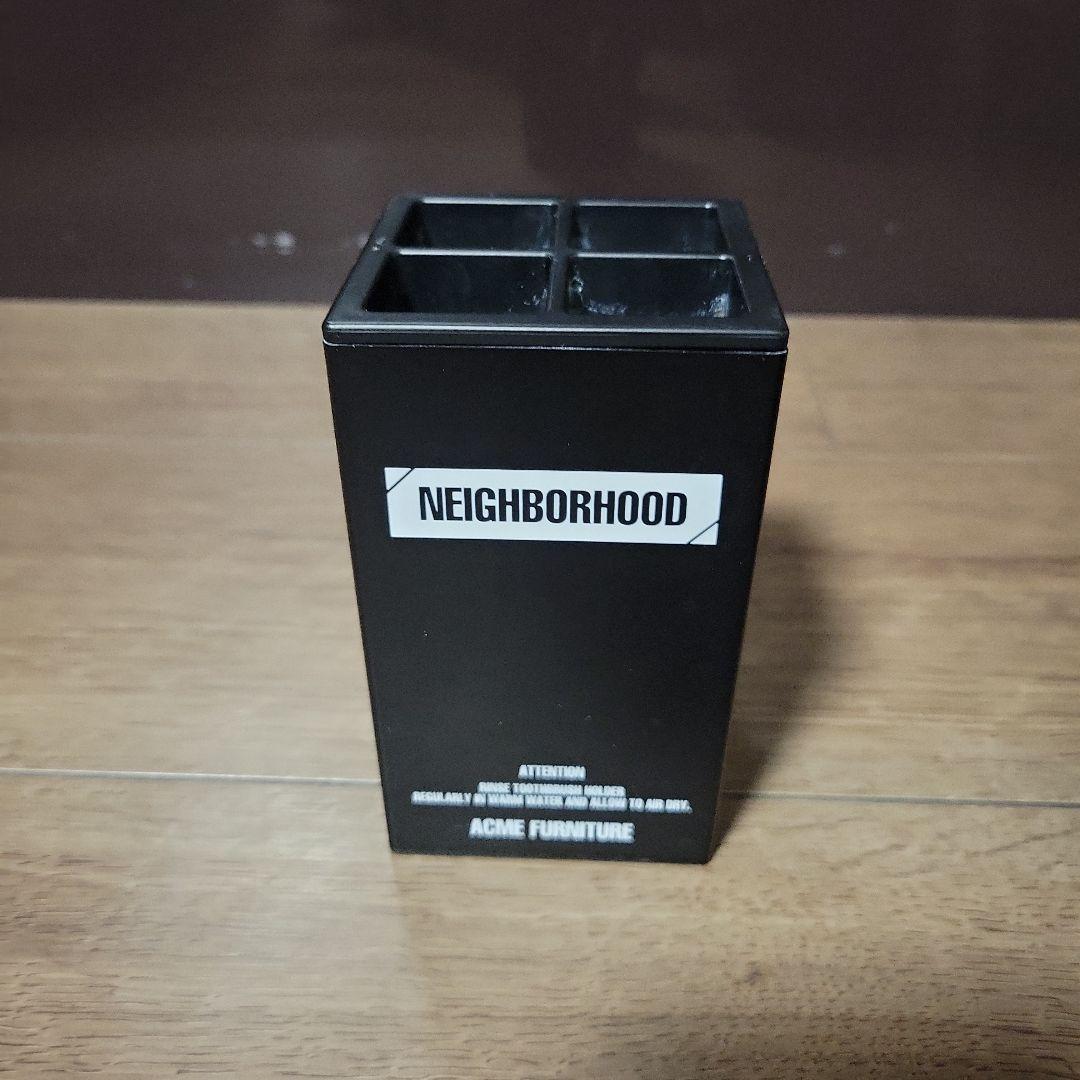 NEIGHBORHOOD
ATTENTION
RINSE TOOTHBRUSH HOLDER
REGULARLY IN WARM WATER AND ALLOW TO AIR DRY.
ACME FURNITURE